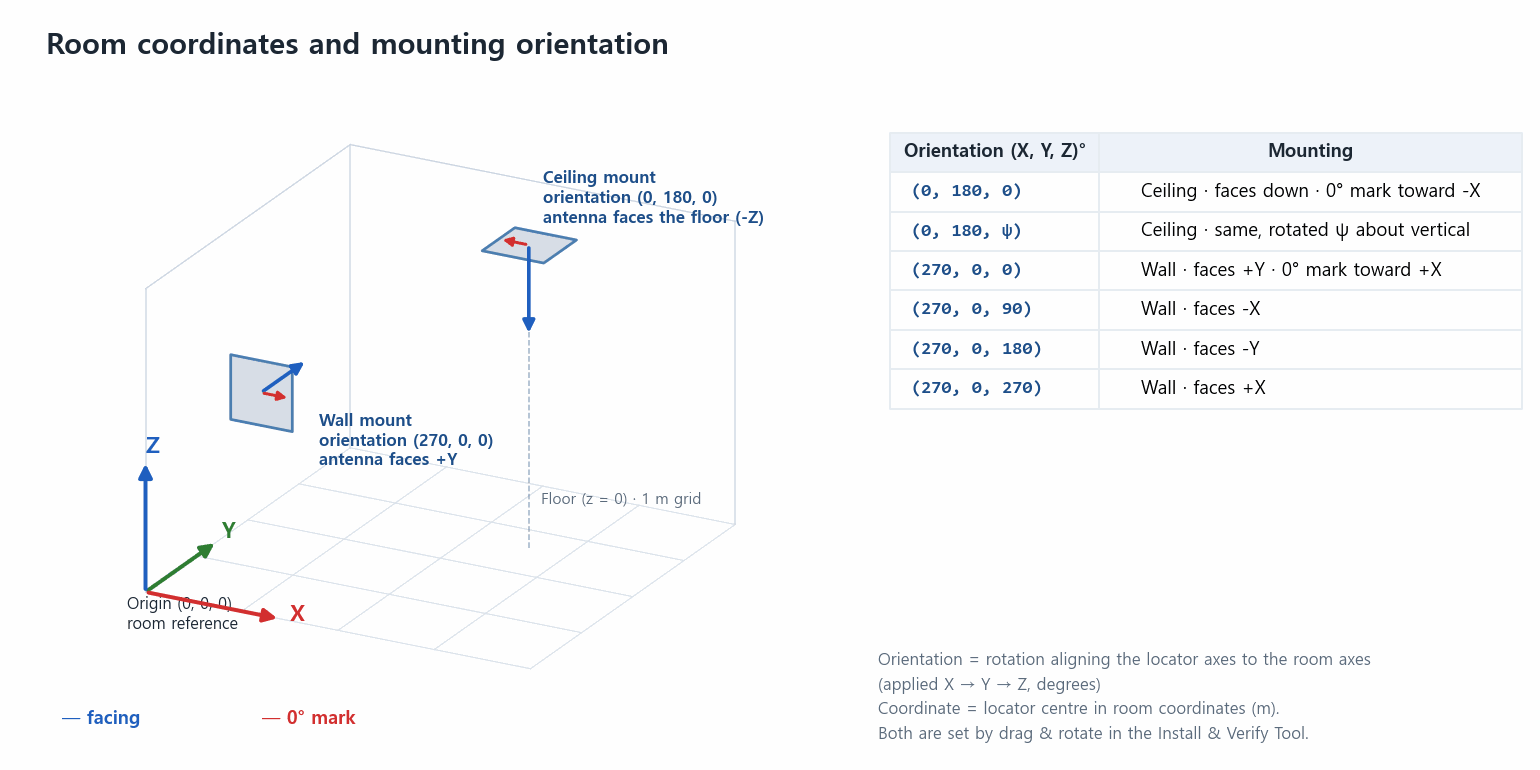 Room coordinates and mounting orientation
Ceiling mount
orientation (0, 180, 0)
antenna faces the floor (-Z)
Wall mount
orientation (270, 0, 0)
antenna faces +Y
Z
Y
X
Floor (z = 0) · 1 m grid
Origin (0, 0, 0)
room reference
— facing
— 0° mark
Orientation (X, Y, Z)° Mounting
(0, 180, 0) Ceiling · faces down · 0° mark toward -X
(0, 180, ψ) Ceiling · same, rotated ψ about vertical
(270, 0, 0) Wall · faces +Y · 0° mark toward +X
(270, 0, 90) Wall · faces -X
(270, 0, 180) Wall · faces -Y
(270, 0, 270) Wall · faces +X
Orientation = rotation aligning the locator axes to the room axes
(applied X → Y → Z, degrees)
Coordinate = locator centre in room coordinates (m).
Both are set by drag & rotate in the Install & Verify Tool.